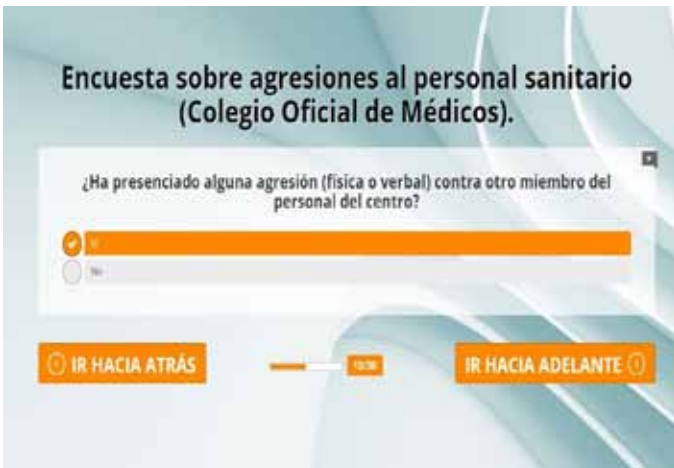 Encuesta sobre agresiones al personal sanitario
(Colegio Oficial de Médicos).
¿Ha presenciado alguna agresión (física o verbal) contra otro miembro del
personal del centro?
No
IR HACIA ATRÁS
IR HACIA ADELANTE